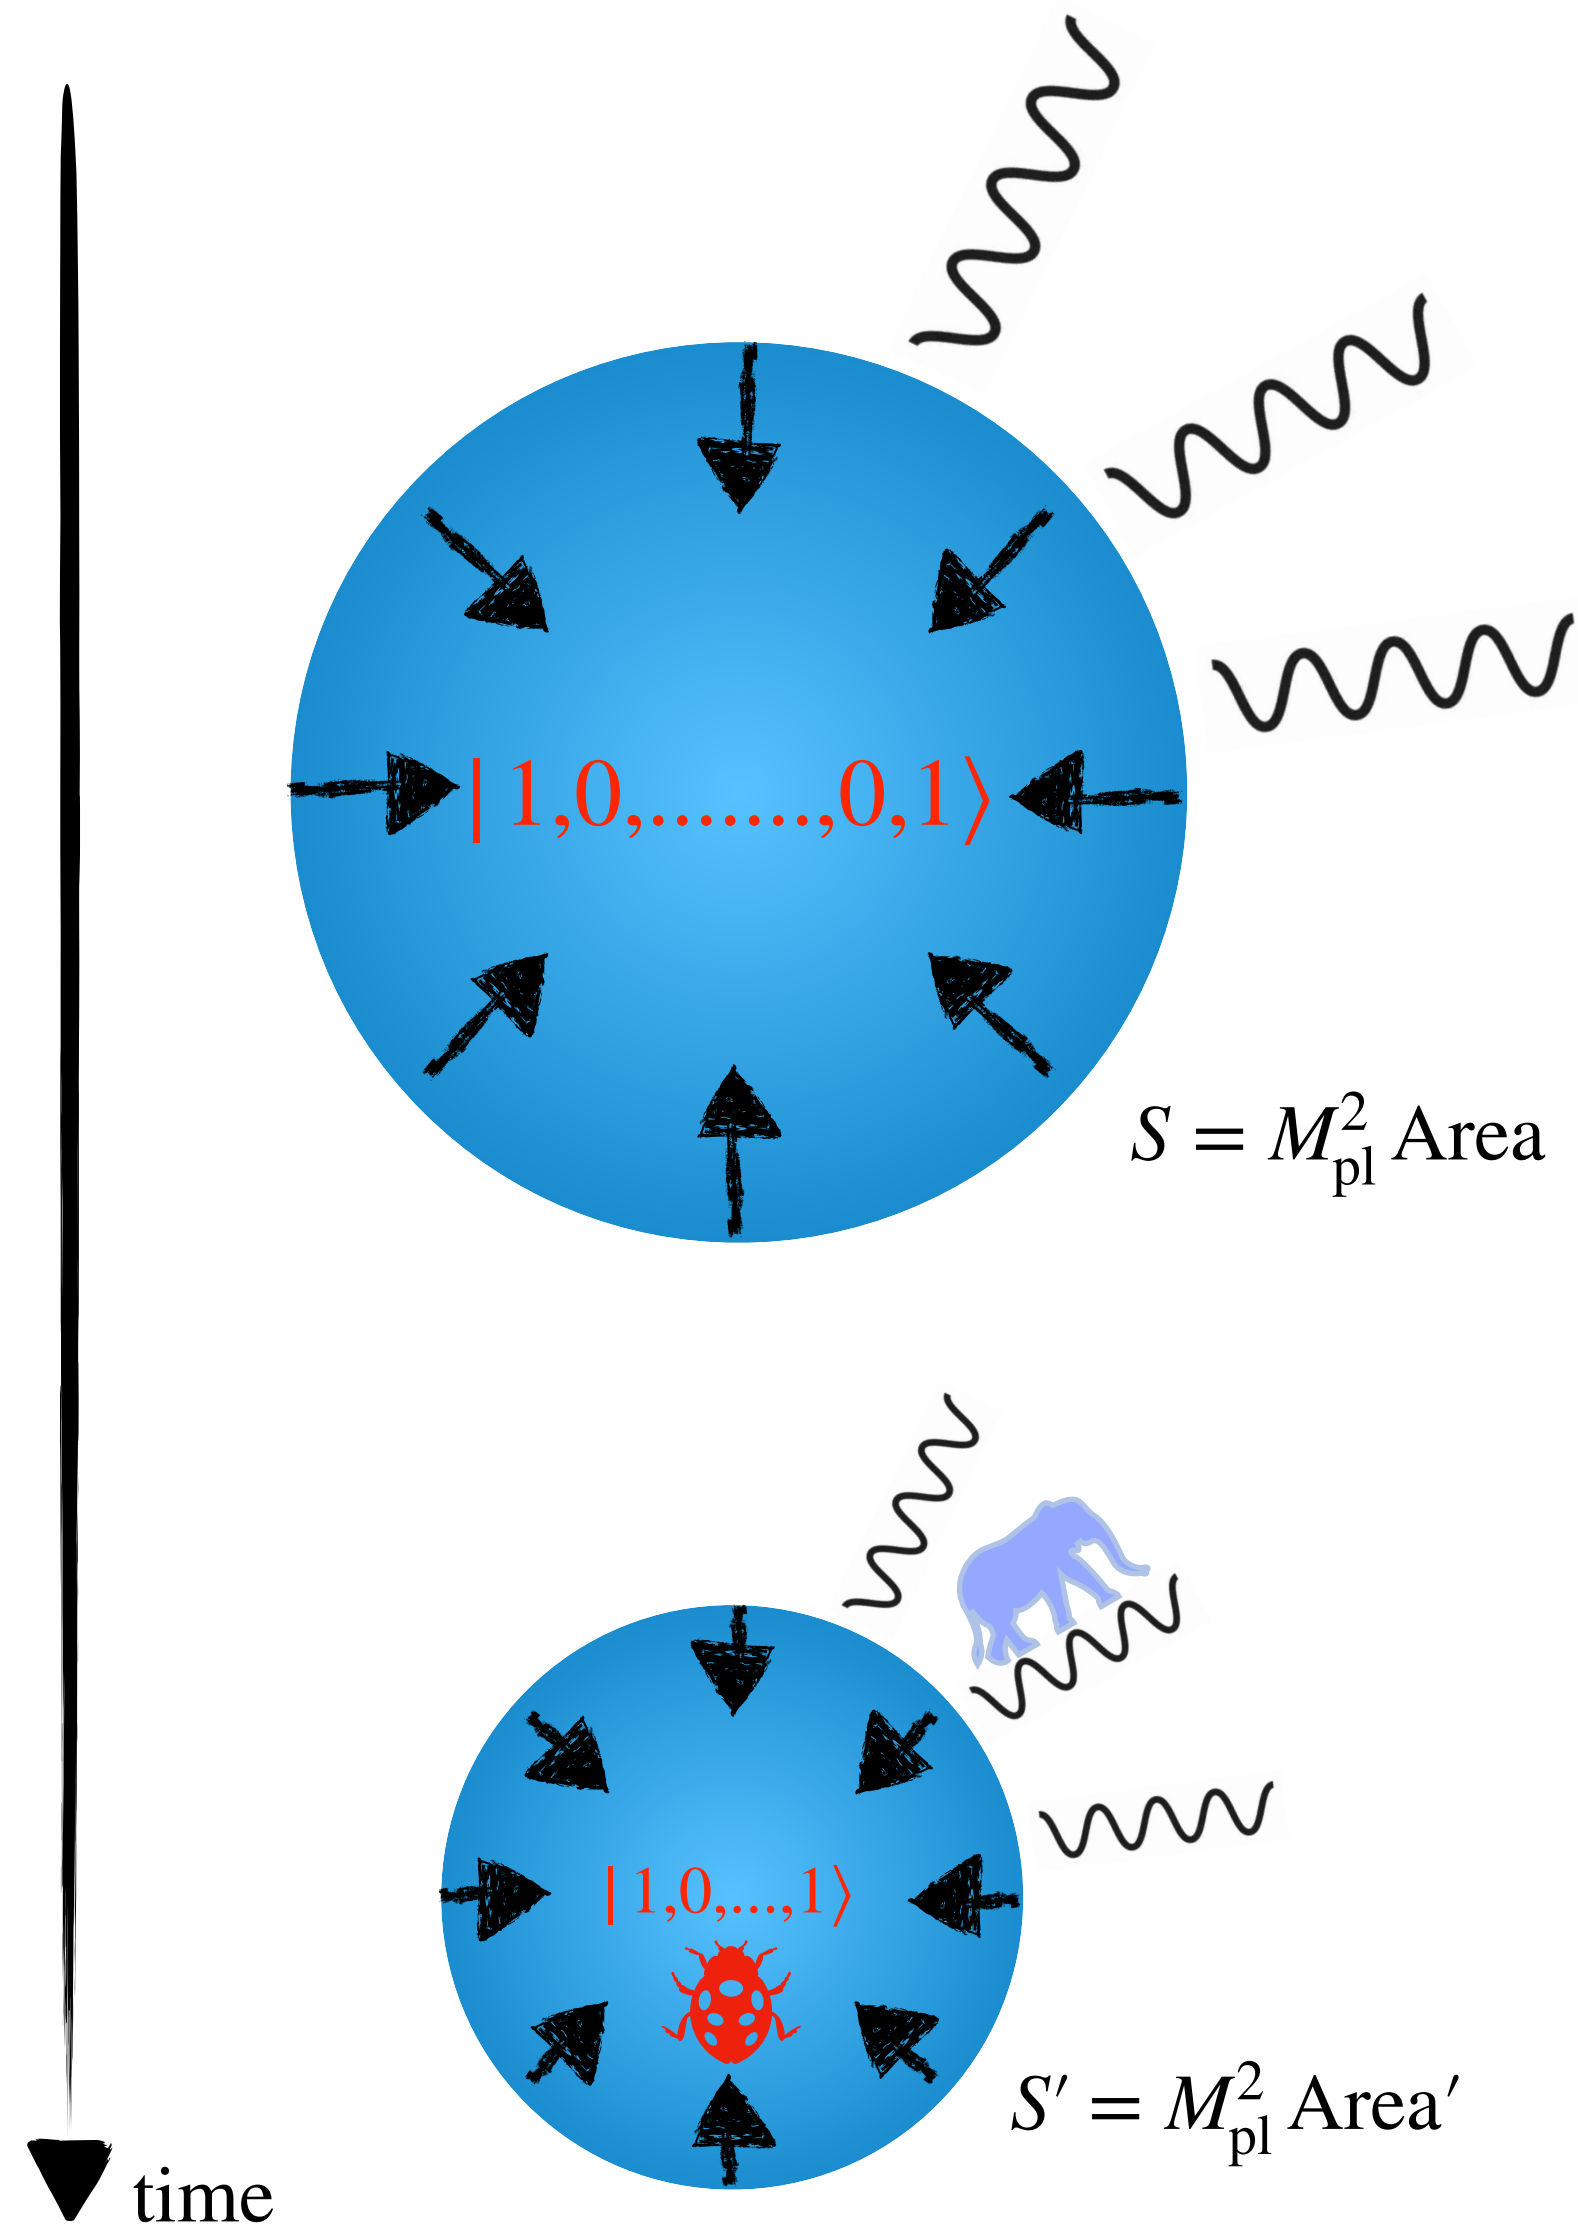 | 1,0,.......,0,1⟩
S = M²ₚₗ Area
| 1,0,...,1⟩
S′ = M²ₚₗ Area′
time